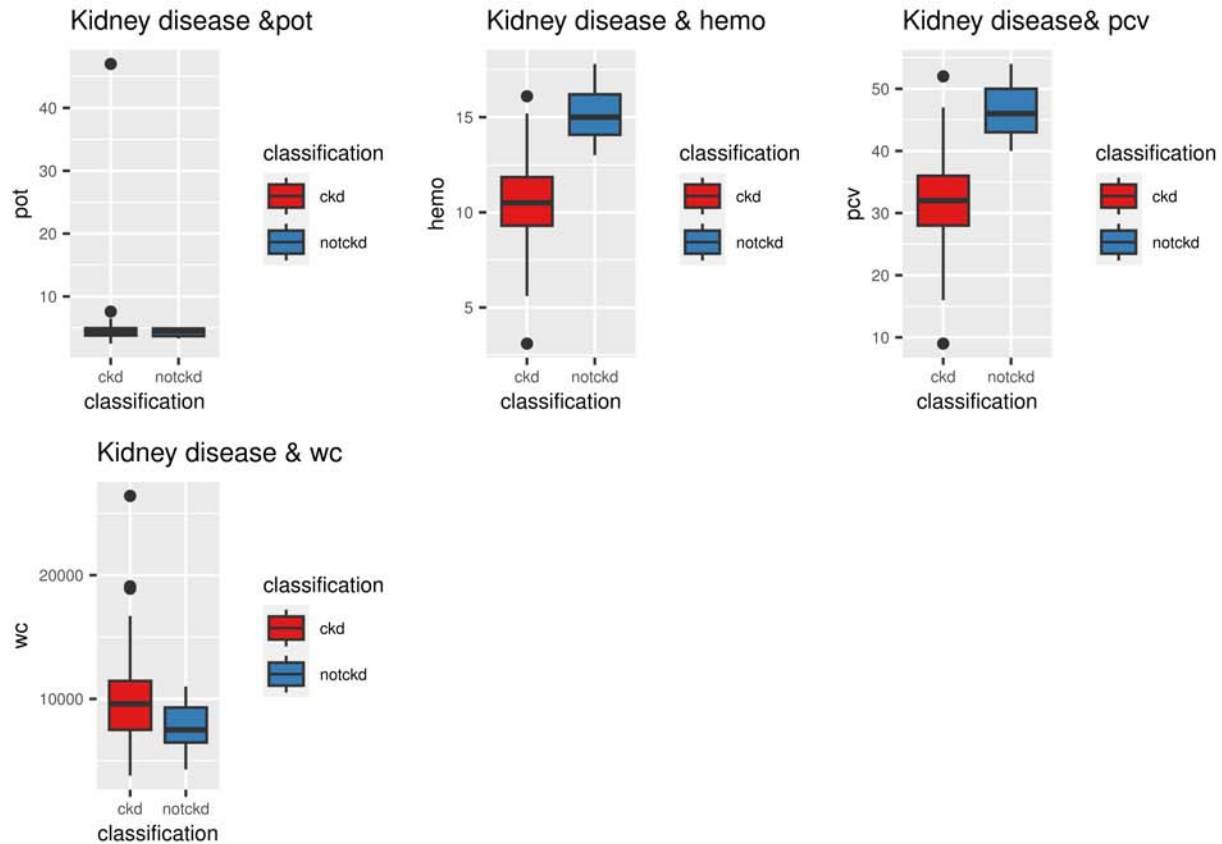 Kidney disease &pot
pot
40
30
20
10
ckd
notckd
classification
classification
ckd
notckd
Kidney disease & hemo
hemo
15
10
5
ckd
notckd
classification
classification
ckd
notckd
Kidney disease& pcv
pcv
50
40
30
20
10
ckd
notckd
classification
classification
ckd
notckd
Kidney disease & wc
wc
20000
10000
ckd
notckd
classification
classification
ckd
notckd